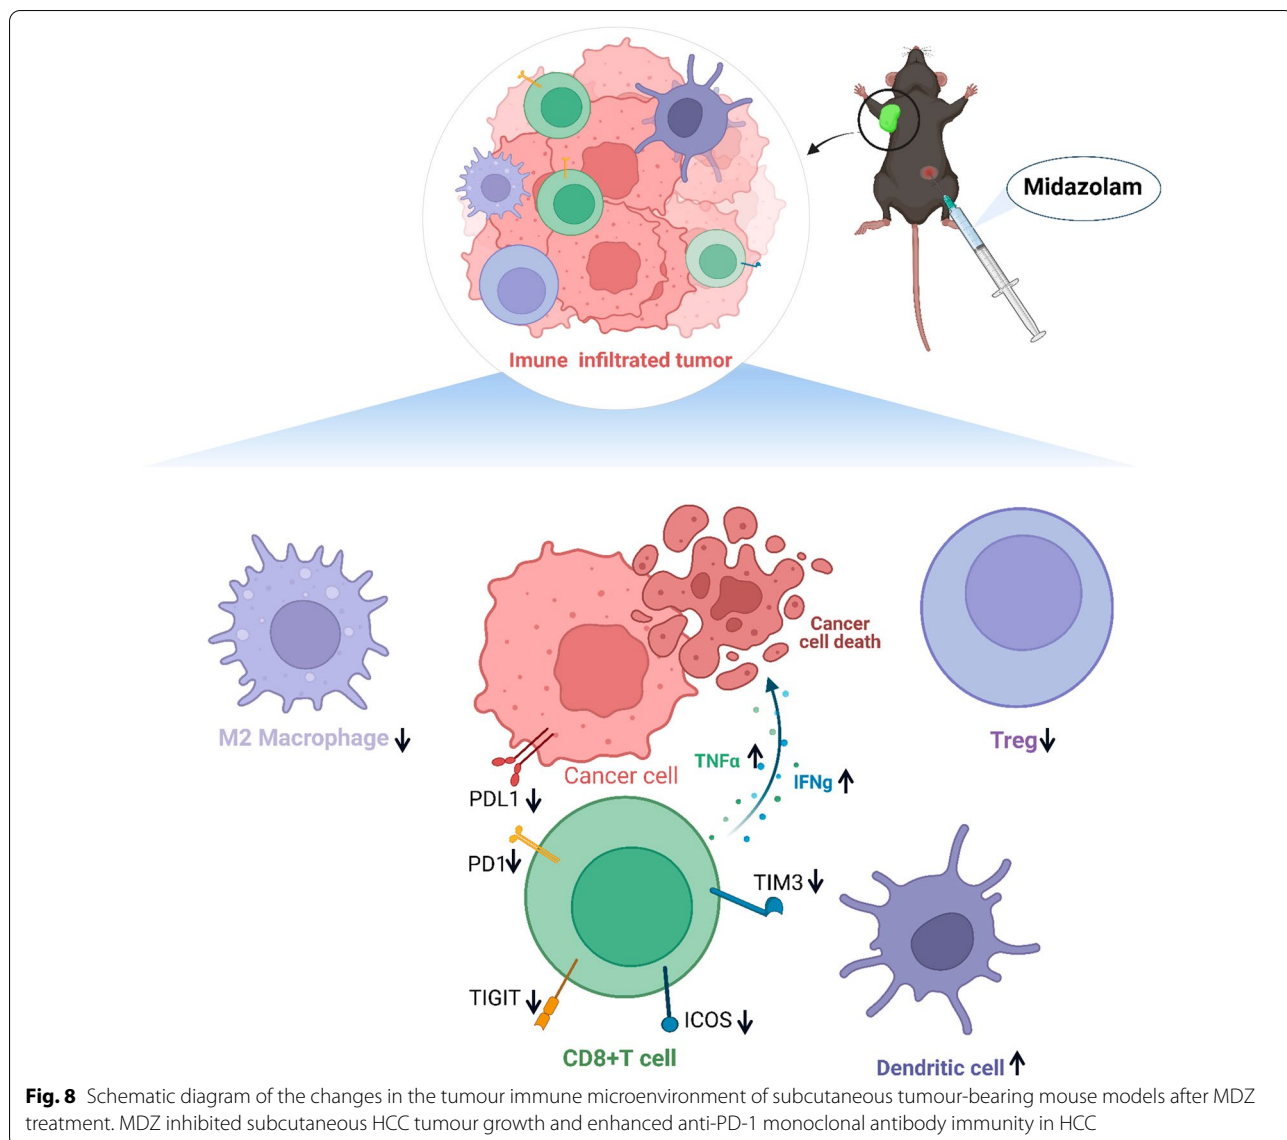 Midazolam
Imune infiltrated tumor
Cancer
cell death
M2 Macrophage ↓
Treg ↓
TNFα ↑
IFNg ↑
Cancer cell
PDL1 ↓
PD1 ↓
TIM3 ↓
TIGIT ↓
ICOS ↓
CD8+T cell
Dendritic cell ↑
Fig. 8 Schematic diagram of the changes in the tumour immune microenvironment of subcutaneous tumour-bearing mouse models after MDZ
treatment. MDZ inhibited subcutaneous HCC tumour growth and enhanced anti-PD-1 monoclonal antibody immunity in HCC